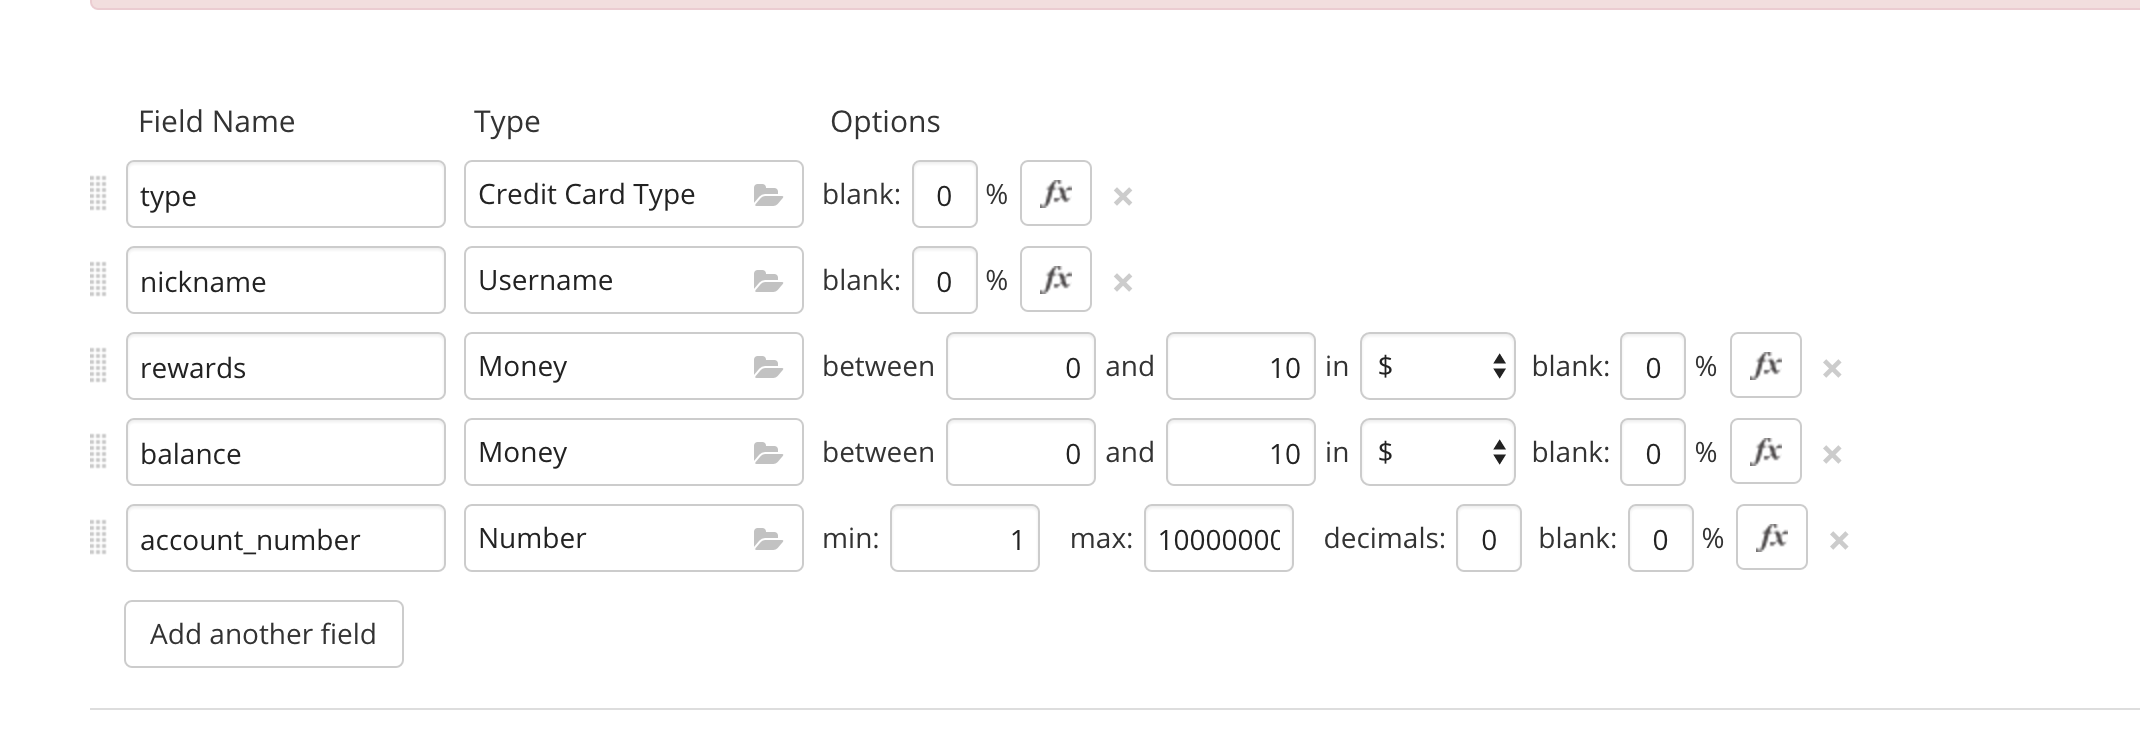 Field Name Type Options
type Credit Card Type blank: 0 % fx ×
nickname Username blank: 0 % fx ×
rewards Money between 0 and 10 in $ blank: 0 % fx ×
balance Money between 0 and 10 in $ blank: 0 % fx ×
account_number Number min: 1 max: 10000000 decimals: 0 blank: 0 % fx ×
Add another field